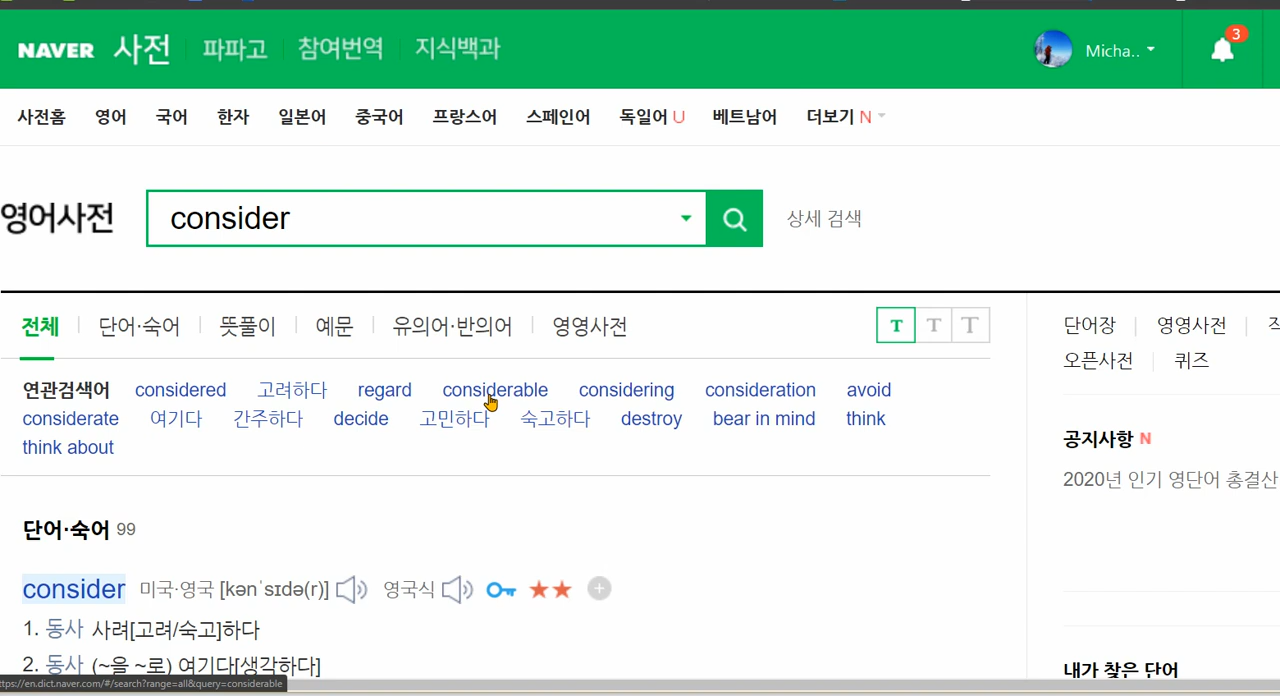 NAVER 사전 파파고 참여번역 지식백과 Micha.. 3
사전홈 영어 국어 한자 일본어 중국어 프랑스어 스페인어 독일어 U 베트남어 더보기 N
영어사전 consider 상세 검색
전체 단어·숙어 뜻풀이 예문 유의어·반의어 영영사전 T T T
연관검색어 considered 고려하다 regard considerable considering consideration avoid
considerate 여기다 간주하다 decide 고민하다 숙고하다 destroy bear in mind think
think about
단어·숙어 99
consider 미국·영국 [kənˈsɪdə(r)] 영국식
1. 동사 사려[고려/숙고]하다
2. 동사 (~을 ~로) 여기다[생각하다]
단어장 영영사전
오픈사전 퀴즈
공지사항 N
2020년 인기 영단어 총결산
내가 찾은 단어
ttps://en.dict.naver.com/#/search?range=all&query=considerable